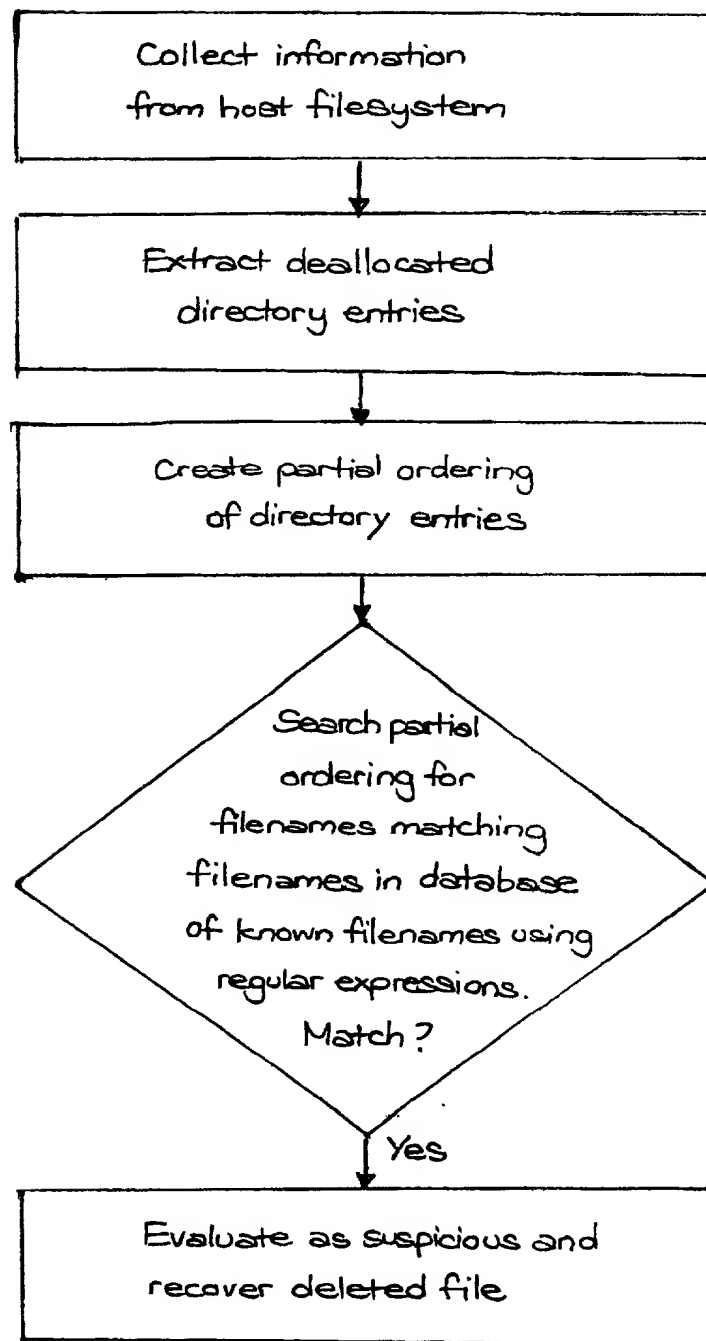 Collect information
from host filesystem
Extract deallocated
directory entries
Create partial ordering
of directory entries
Search partial
ordering for
filenames matching
filenames in database
of known filenames using
regular expressions.
Match?
Yes
Evaluate as suspicious and
recover deleted file